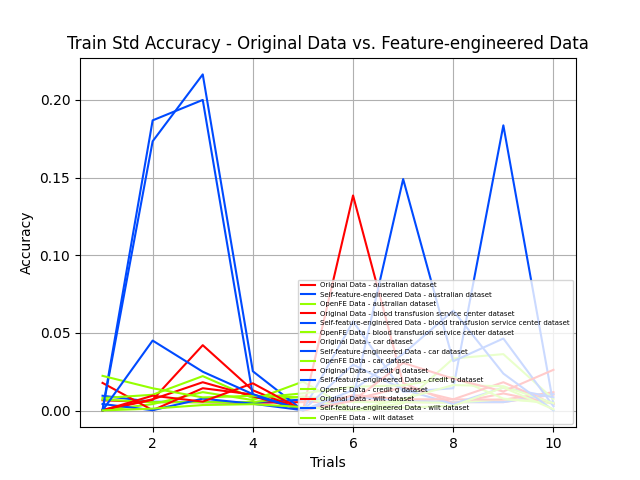 Train Std Accuracy - Original Data vs. Feature-engineered Data
0.20
0.15
0.10
0.05
0.00
Accuracy
Original Data - australian dataset
Self-feature-engineered Data - australian dataset
OpenFE Data - australian dataset
Original Data - blood transfusion service center dataset
Self-feature-engineered Data - blood transfusion service center dataset
OpenFE Data - blood transfusion service center dataset
Original Data - car dataset
Self-feature-engineered Data - car dataset
OpenFE Data - car dataset
Original Data - credit g dataset
Self-feature-engineered Data - credit g dataset
OpenFE Data - credit g dataset
Original Data - wilt dataset
Self-feature-engineered Data - wilt dataset
OpenFE Data - wilt dataset
2 4 6 8 10
Trials